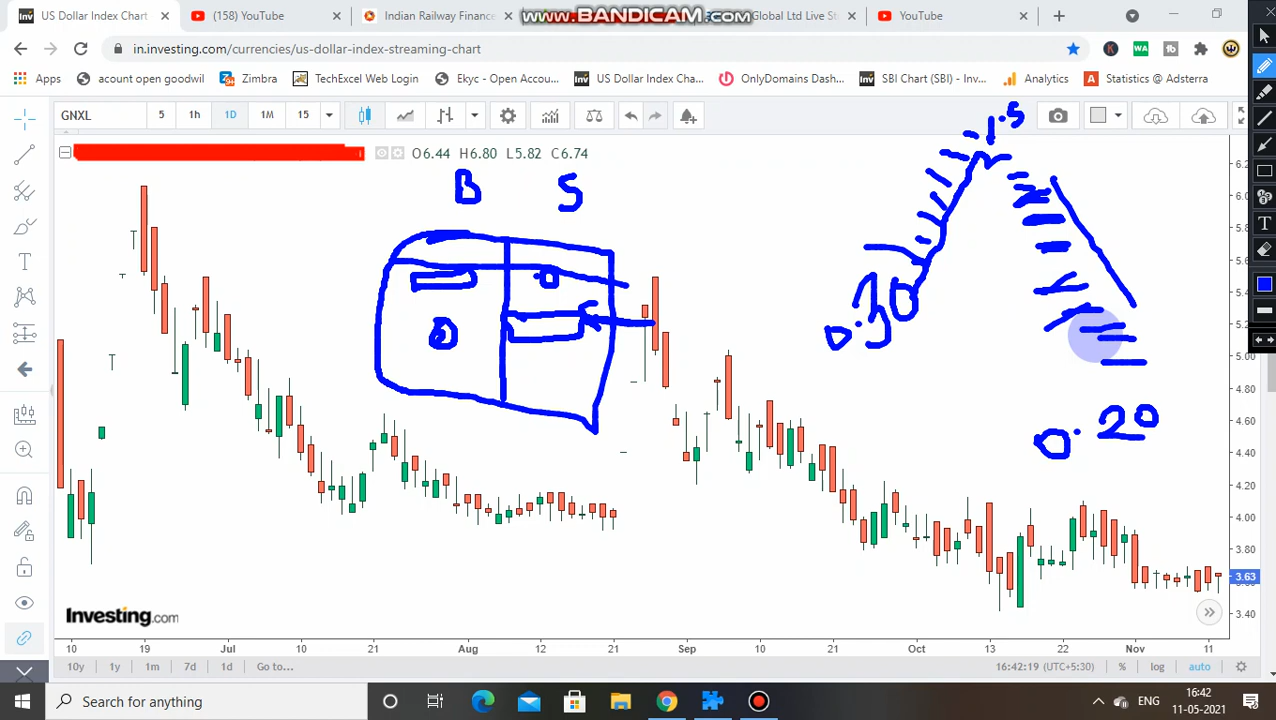 US Dollar Index Chart
(158) YouTube
Indian Railway Finance
www.BANDICAM.com
Global Ltd Live S
YouTube
in.investing.com/currencies/us-dollar-index-streaming-chart
Apps
acount open goodwil
Zimbra
TechExcel Web Login
Ekyc - Open Accou...
US Dollar Index Cha...
OnlyDomains Dash...
SBI Chart (SBI) - Inv...
Analytics
Statistics @ Adsterra
GNXL
5
1h
1D
1M
15
O6.44 H6.80 L5.82 C6.74
B S
1.5
0.30
0.20
6.2
6.0
5.8
5.6
5.4
5.2
5.00
4.80
4.60
4.40
4.20
4.00
3.80
3.63
3.40
Investing.com
10 19 Jul 10 21 Aug 12 21 Sep 10 21 Oct 13 22 Nov 11
10y 1y 1m 7d 1d Go to...
16:42:19 (UTC+5:30) % log auto
Search for anything
ENG
16:42
11-05-2021